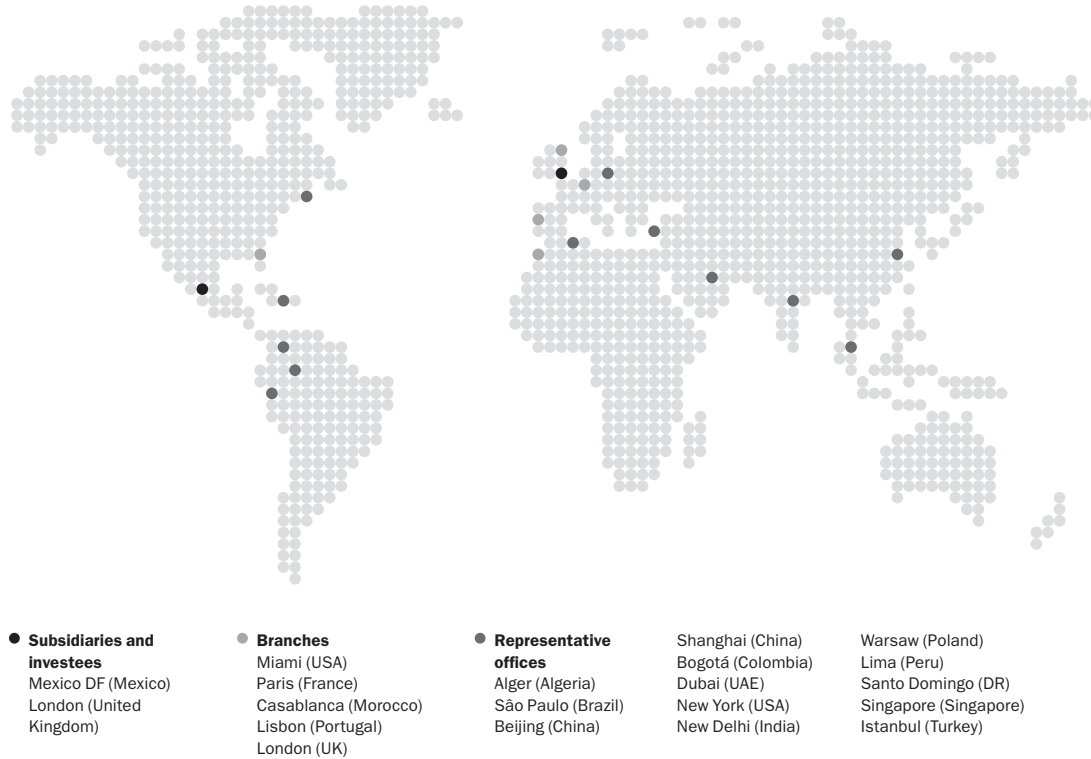 Subsidiaries and
investees
Mexico DF (Mexico)
London (United
Kingdom)
Branches
Miami (USA)
Paris (France)
Casablanca (Morocco)
Lisbon (Portugal)
London (UK)
Representative
offices
Alger (Algeria)
Sâo Paulo (Brazil)
Beijing (China)
Shanghai (China)
Bogotá (Colombia)
Dubai (UAE)
New York (USA)
New Delhi (India)
Warsaw (Poland)
Lima (Peru)
Santo Domingo (DR)
Singapore (Singapore)
Istanbul (Turkey)